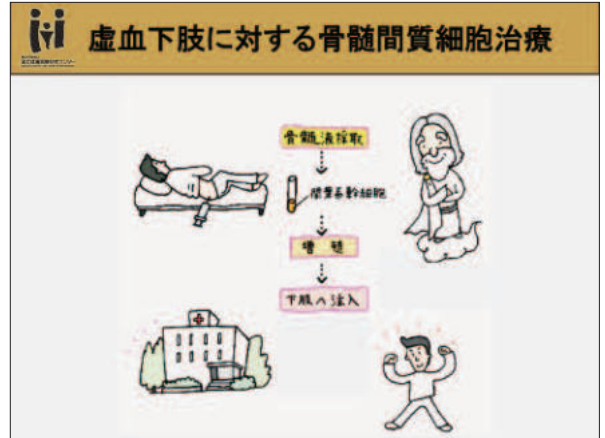 虚血下肢に対する骨髄間質細胞治療
骨髄液採取
間葉系幹細胞
増髄
下肢へ注入